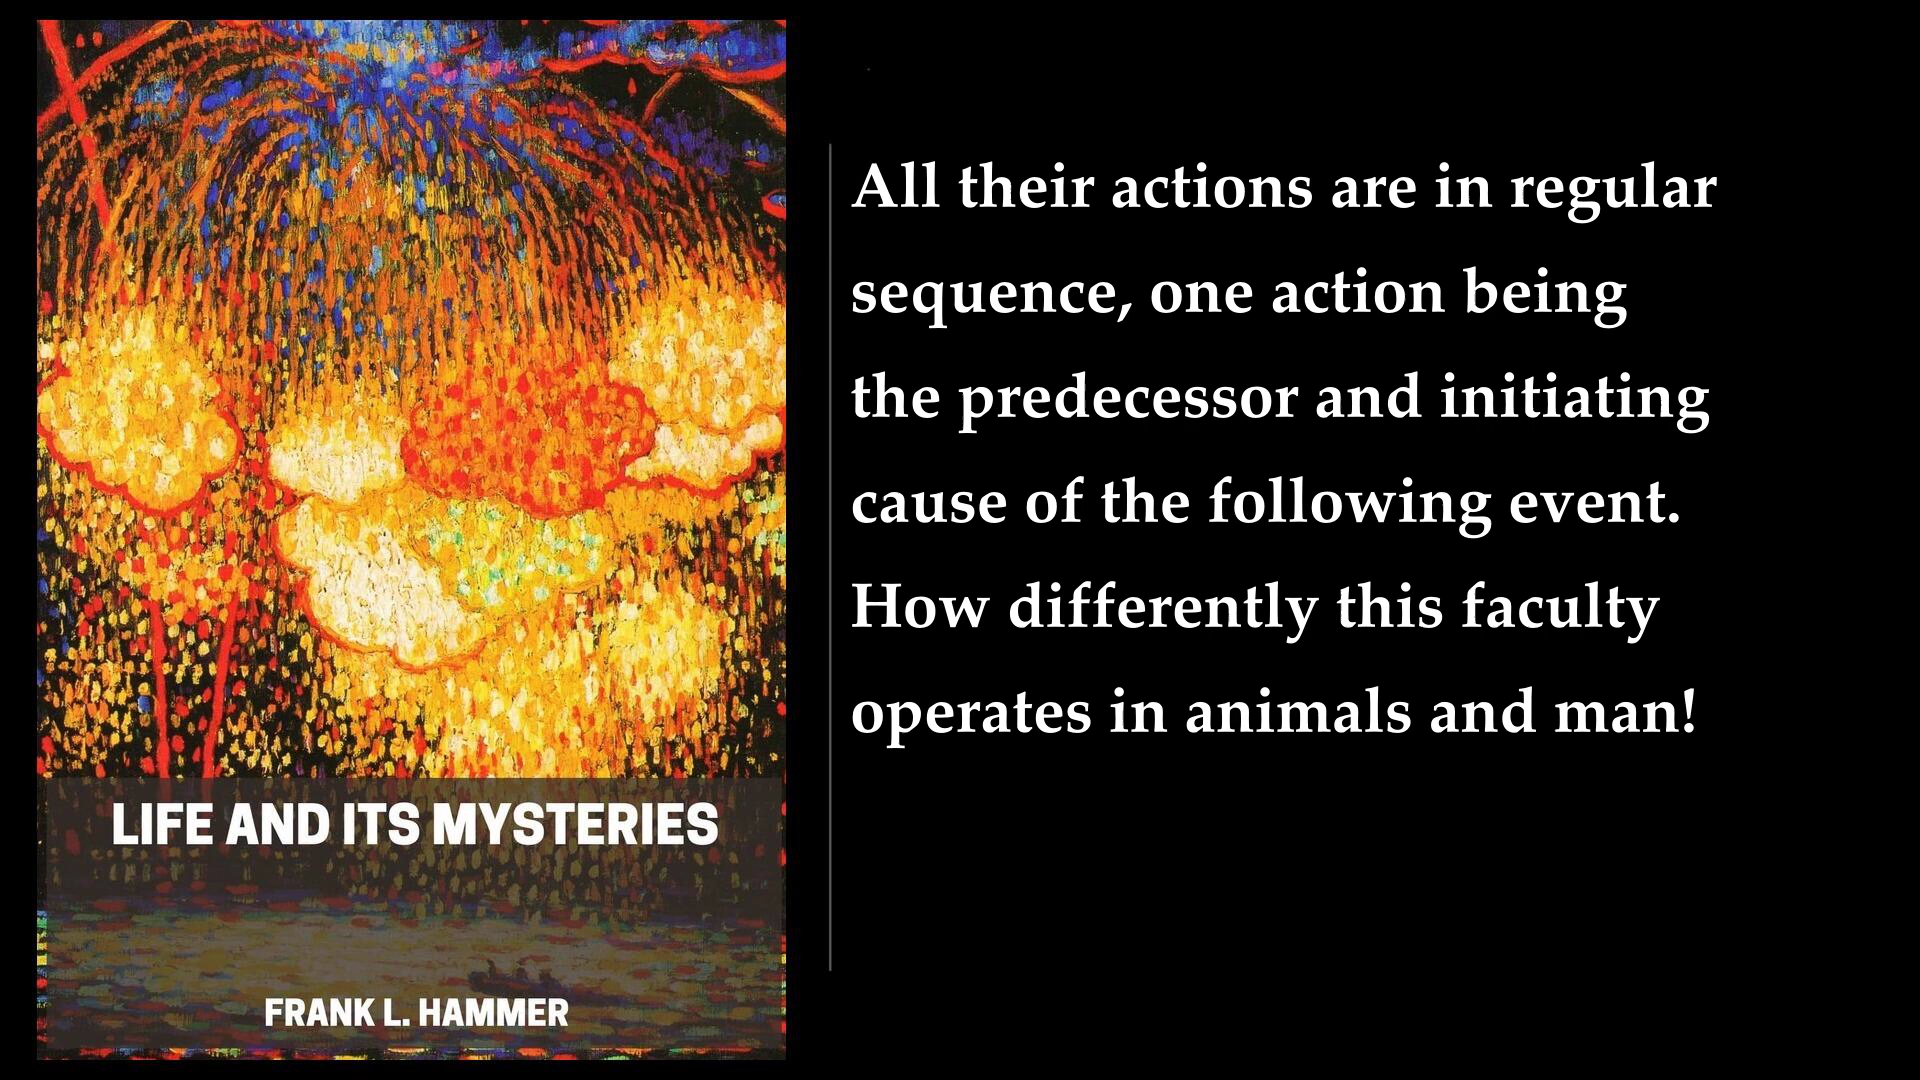 LIFE AND ITS MYSTERIES
FRANK L. HAMMER
All their actions are in regular
sequence, one action being
the predecessor and initiating
cause of the following event.
How differently this faculty
operates in animals and man!